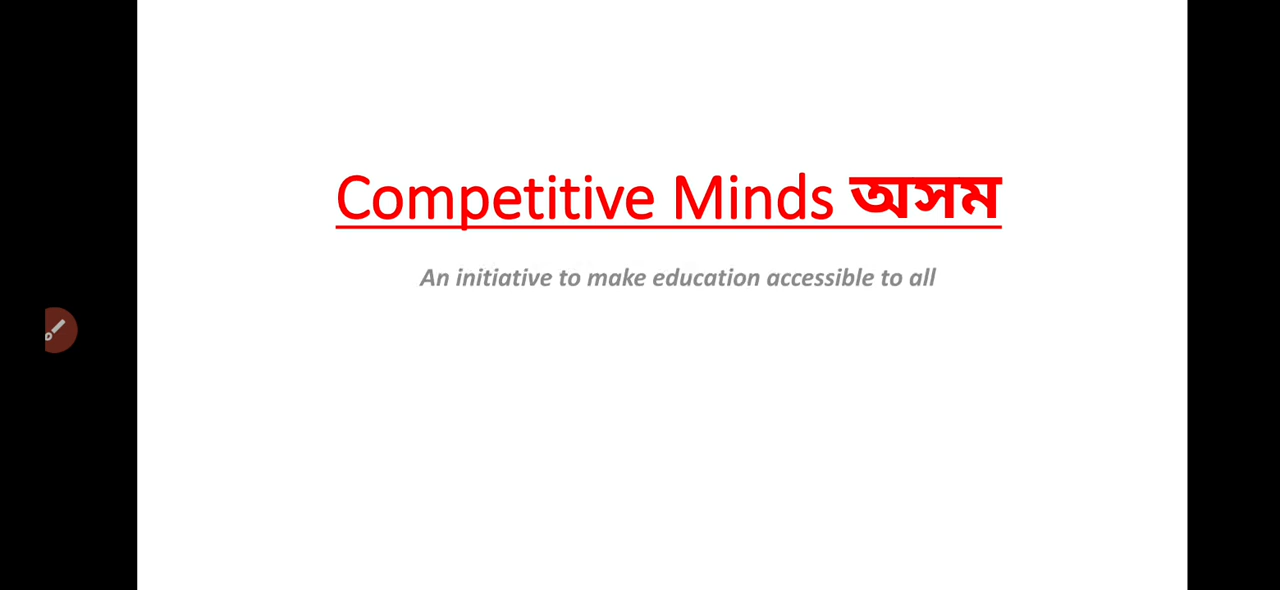 Competitive Minds অসম
An initiative to make education accessible to all